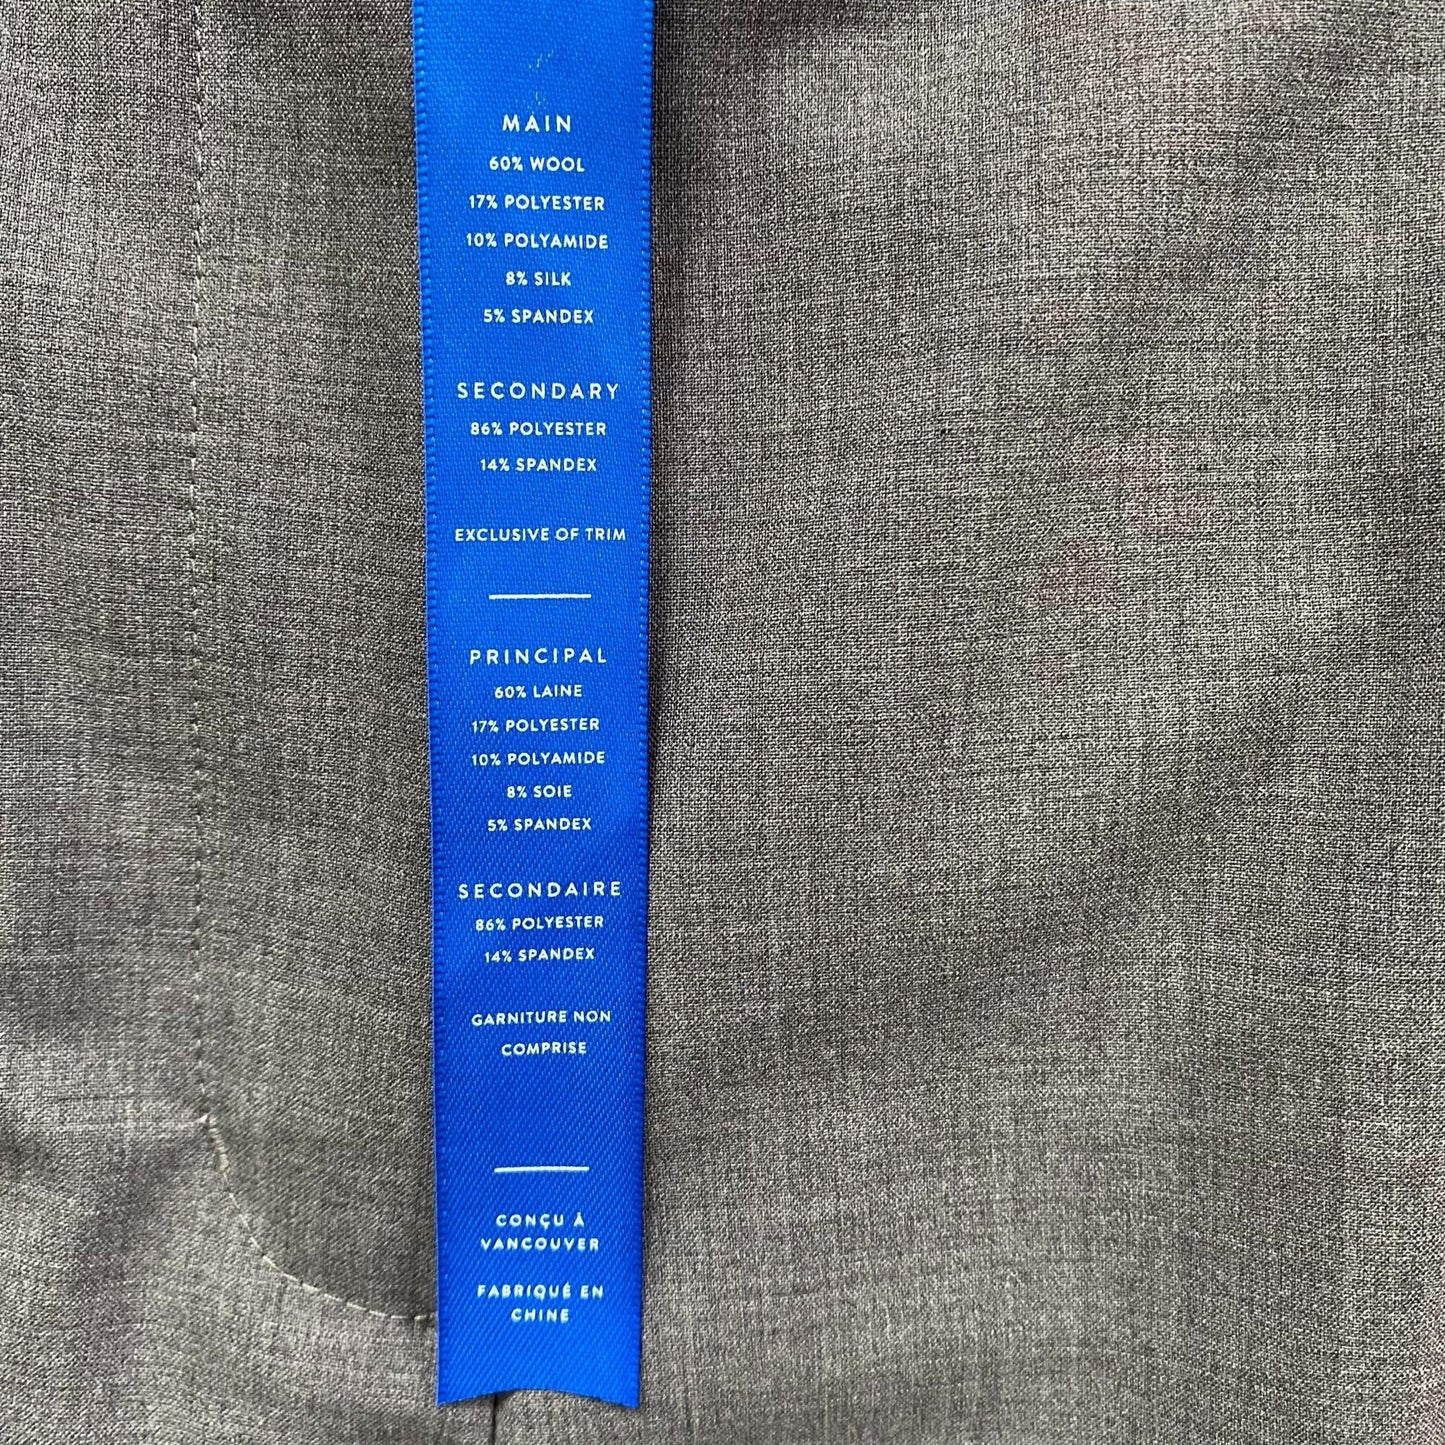 MAIN
60% WOOL
17% POLYESTER
10% POLYAMIDE
8% SILK
5% SPANDEX
SECONDARY
86% POLYESTER
14% SPANDEX
EXCLUSIVE OF TRIM
PRINCIPAL
60% LAINE
17% POLYESTER
10% POLYAMIDE
8% SOIE
5% SPANDEX
SECONDAIRE
86% POLYESTER
14% SPANDEX
GARNITURE NON
COMPRISE
CONÇU À
VANCOUVER
FABRIQUÉ EN
CHINE